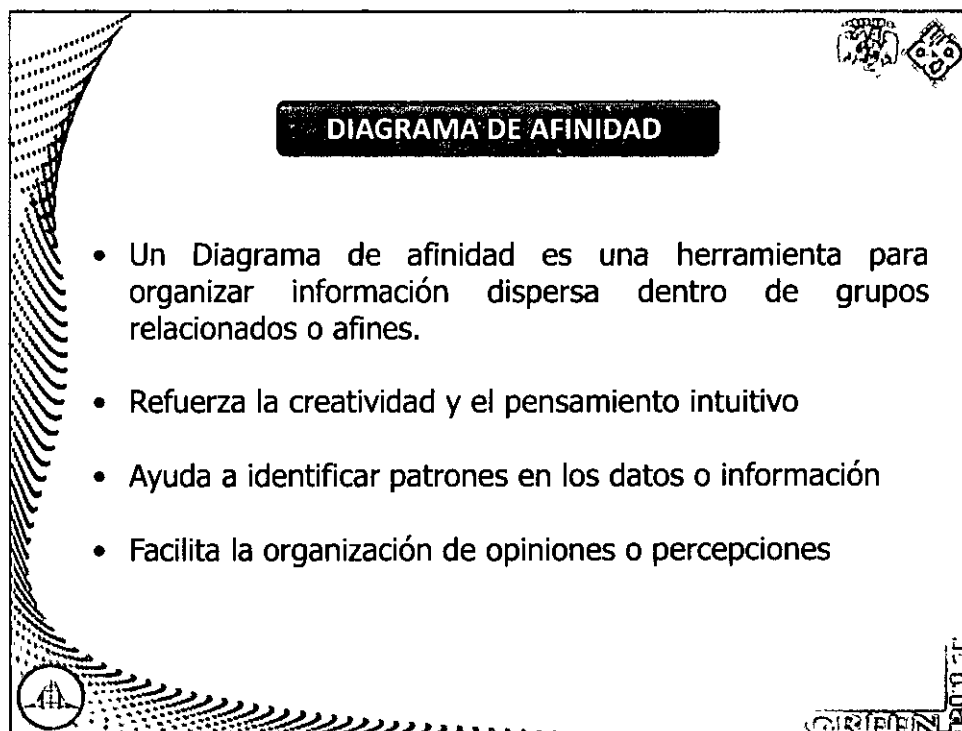 DIAGRAMA DE AFINIDAD
• Un Diagrama de afinidad es una herramienta para
organizar información dispersa dentro de grupos
relacionados o afines.
• Refuerza la creatividad y el pensamiento intuitivo
• Ayuda a identificar patrones en los datos o información
• Facilita la organización de opiniones o percepciones